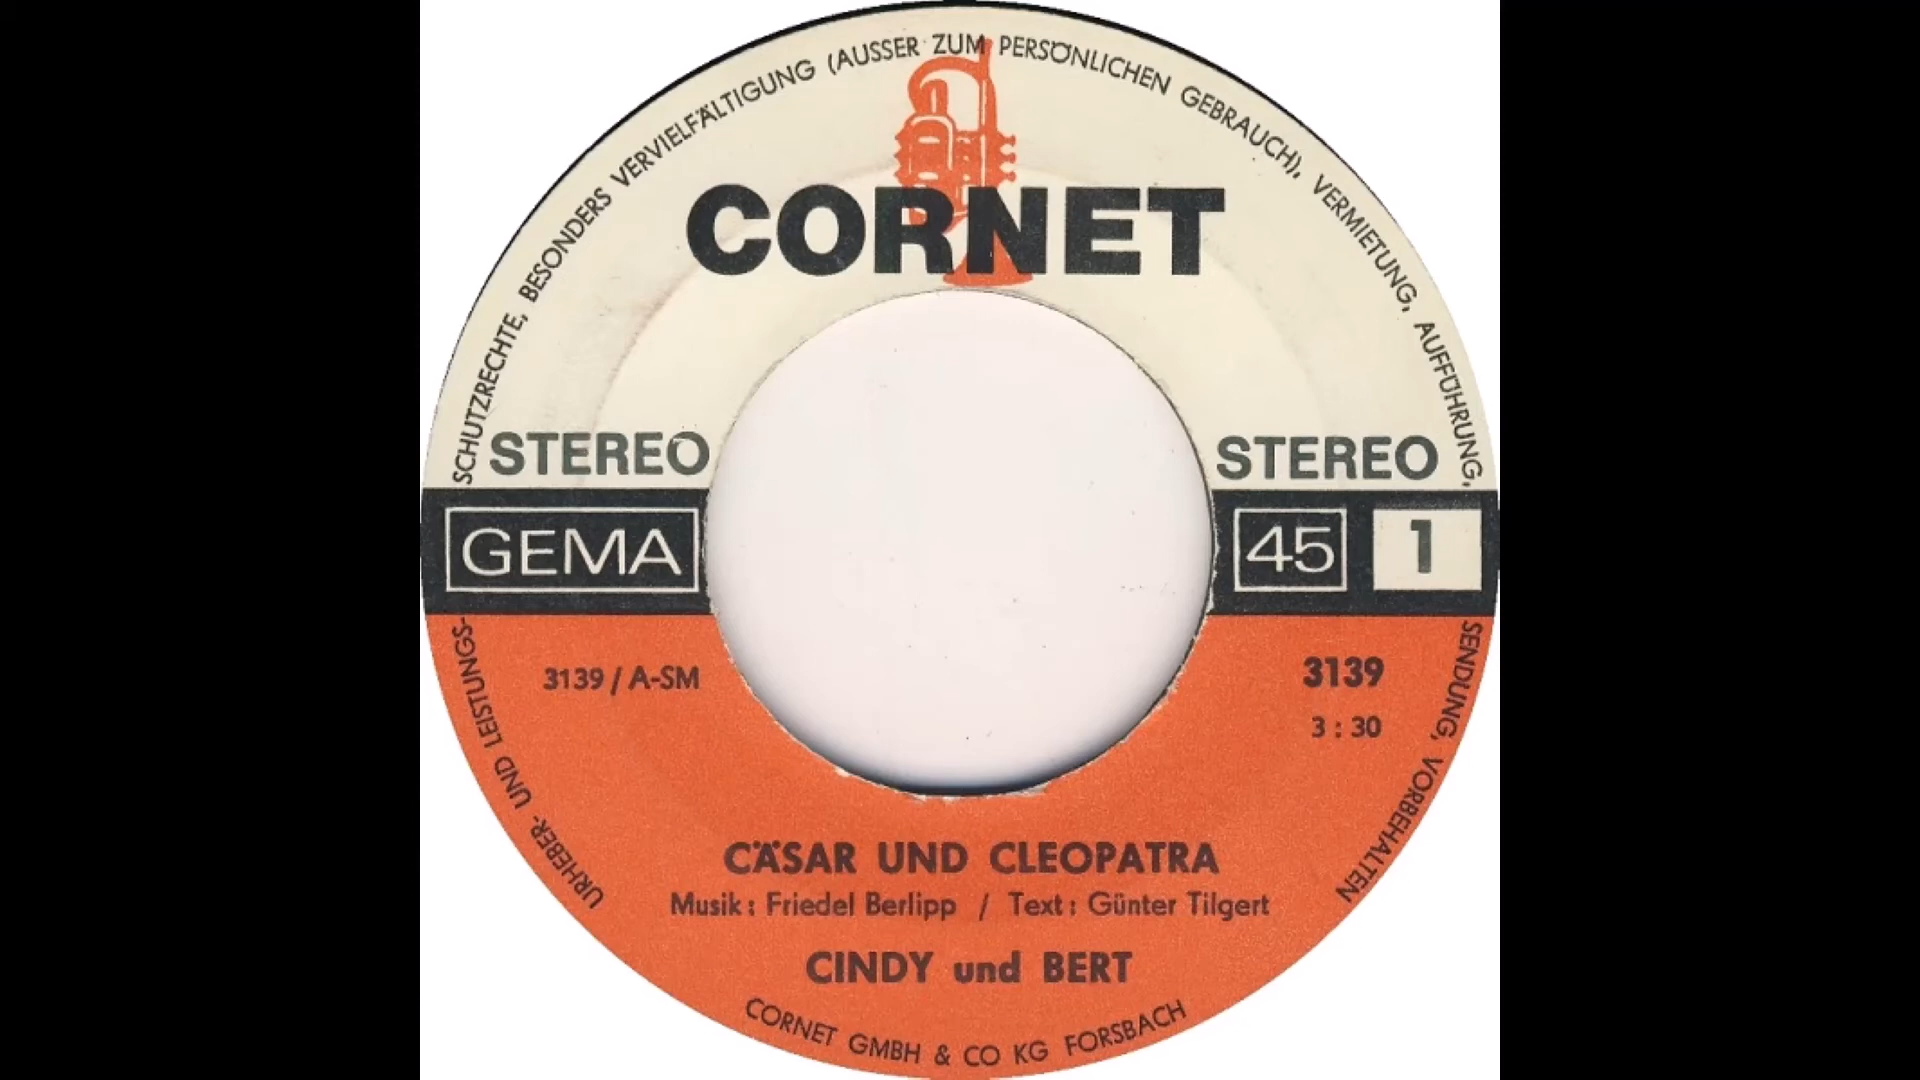 URHEBER- UND LEISTUNGS-SCHUTZRECHTE, BESONDERS VERVIELFÄLTIGUNG (AUSSER ZUM PERSÖNLICHEN GEBRAUCH), VERMIETUNG, AUFFÜHRUNG, SENDUNG, VORBEHALTEN
CORNET
STEREO STEREO
GEMA 45 1
3139 / A-SM 3139
3 : 30
CÄSAR UND CLEOPATRA
Musik : Friedel Berlipp / Text : Günter Tilgert
CINDY und BERT
CORNET GMBH & CO KG FORSBACH